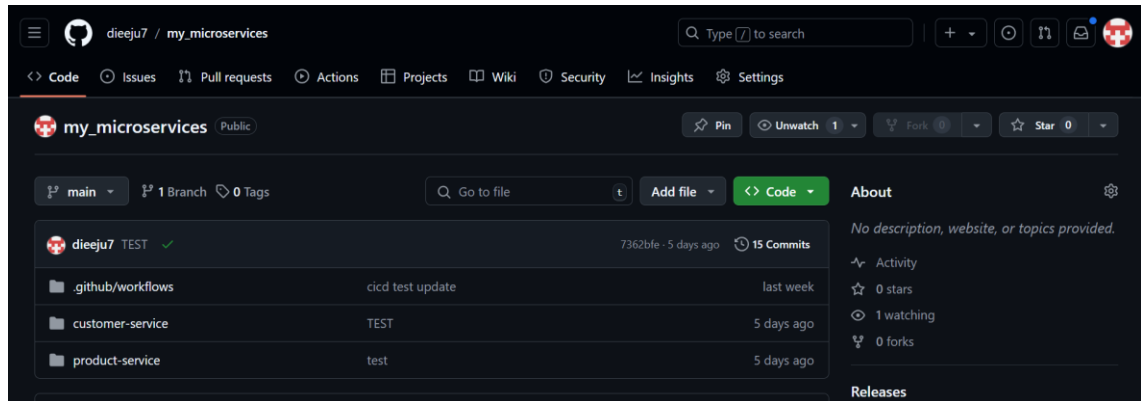 dieeju7 / my_microservices Type / to search
Code Issues Pull requests Actions Projects Wiki Security Insights Settings
my_microservices Public Pin Unwatch 1 Fork 0 Star 0
main 1 Branch 0 Tags Go to file t Add file Code
About
No description, website, or topics provided.
dieeju7 TEST 7362bfe · 5 days ago 15 Commits
.github/workflows cicd test update last week
customer-service TEST 5 days ago
product-service test 5 days ago
Activity
0 stars
1 watching
0 forks
Releases